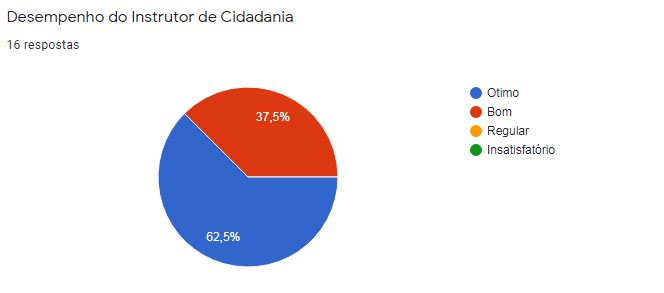 Desempenho do Instrutor de Cidadania
16 respostas
37,5%
62,5%
Otimo
Bom
Regular
Insatisfatório